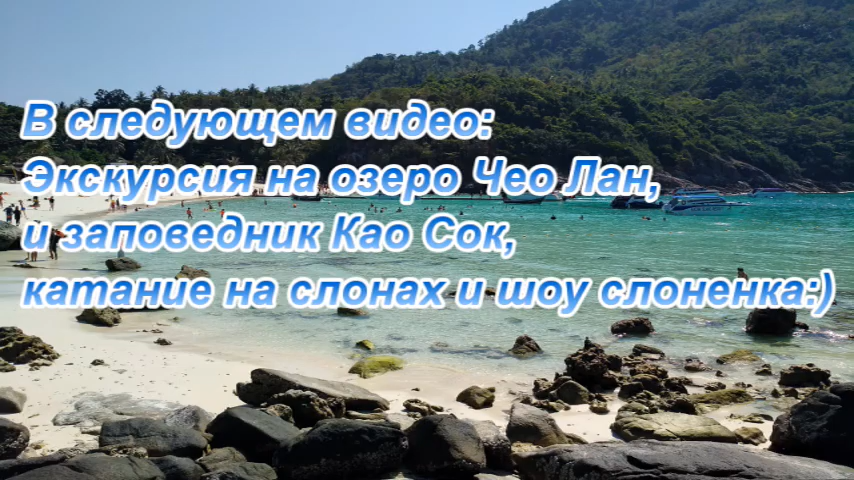 В следующем видео:
Экскурсия на озеро Чео Лан,
и заповедник Као Сок,
катание на слонах и шоу слоненка:)